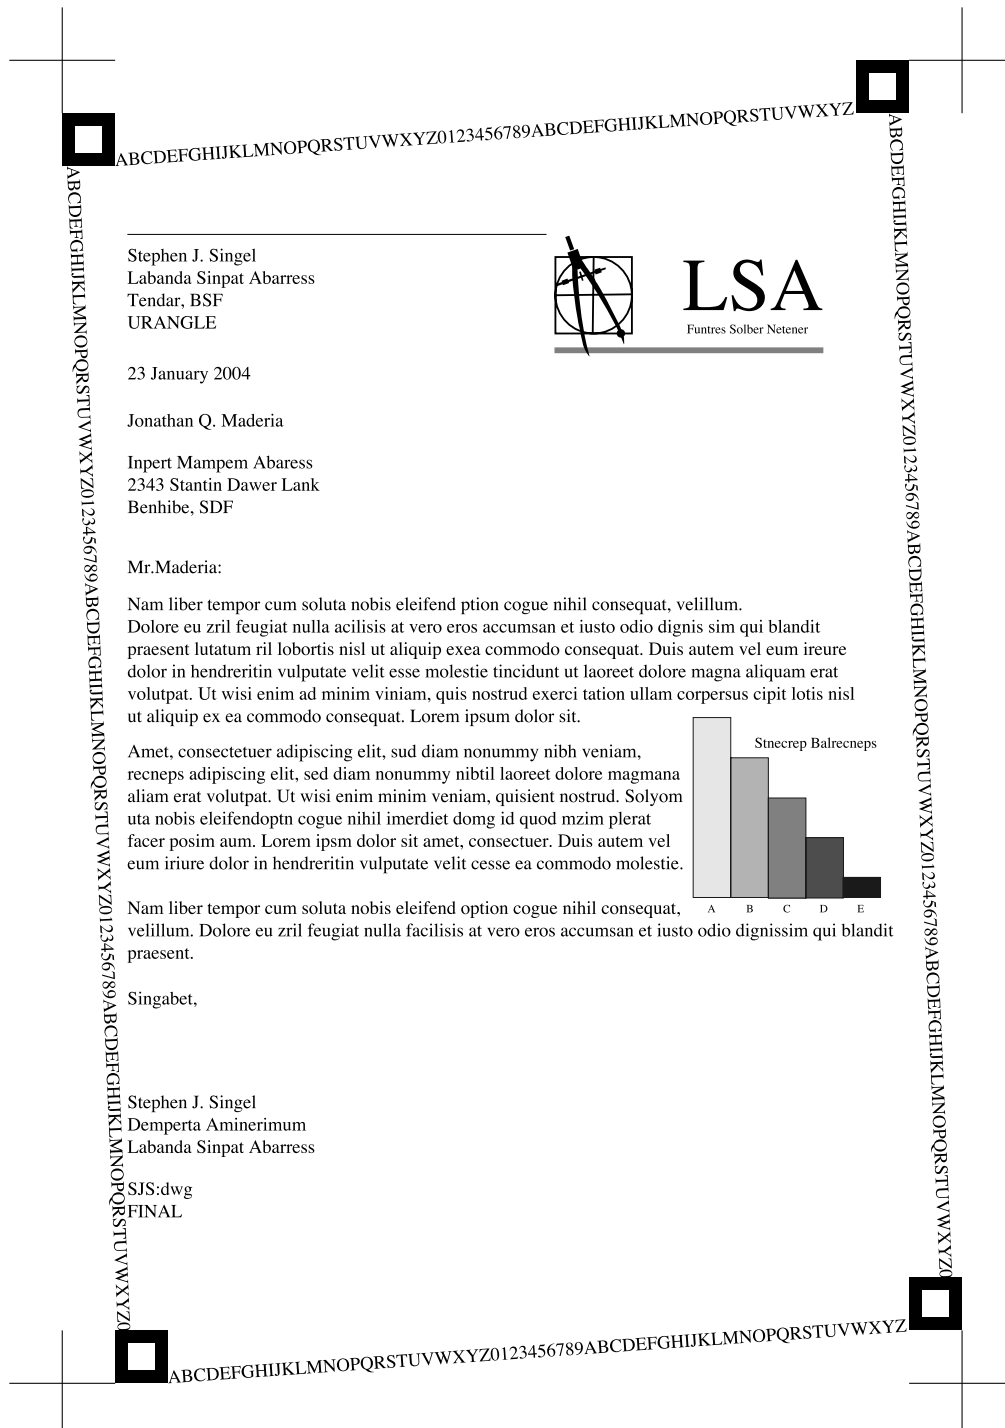 ABCDEFGHIJKLMNOPQRSTUVWXYZ0123456789ABCDEFGHIJKLMNOPQRSTUVWXYZ
ABCDEFGHIJKLMNOPQRSTUVWXYZ0123456789ABCDEFGHIJKLMNOPQRSTUVWXYZ0123456789ABCDEFGHIJKLMNOPQRSTUVWXYZ0
ABCDEFGHIJKLMNOPQRSTUVWXYZ0123456789ABCDEFGHIJKLMNOPQRSTUVWXYZ0123456789ABCDEFGHIJKLMNOPQRSTUVWXYZ0
Stephen J. Singel
Labanda Sinpat Abarress
Tendar, BSF
URANGLE
LSA
Funtres Solber Netener
23 January 2004
Jonathan Q. Maderia
Inpert Mampem Abaress
2343 Stantin Dawer Lank
Benhibe, SDF
Mr.Maderia:
Nam liber tempor cum soluta nobis eleifend ption cogue nihil consequat, velillum.
Dolore eu zril feugiat nulla acilisis at vero eros accumsan et iusto odio dignis sim qui blandit
praesent lutatum ril lobortis nisl ut aliquip exea commodo consequat. Duis autem vel eum ireure
dolor in hendreritin vulputate velit esse molestie tincidunt ut laoreet dolore magna aliquam erat
volutpat. Ut wisi enim ad minim viniam, quis nostrud exerci tation ullam corpersus cipit lotis nisl
ut aliquip ex ea commodo consequat. Lorem ipsum dolor sit.
Amet, consectetuer adipiscing elit, sud diam nonummy nibh veniam,
recneps adipiscing elit, sed diam nonummy nibtil laoreet dolore magmana
aliam erat volutpat. Ut wisi enim minim veniam, quisient nostrud. Solyom
uta nobis eleifendoptn cogue nihil imerdiet domg id quod mzim plerat
facer posim aum. Lorem ipsm dolor sit amet, consectuer. Duis autem vel
eum iriure dolor in hendreritin vulputate velit cesse ea commodo molestie.
Stnecrep Balrecneps
A B C D E
Nam liber tempor cum soluta nobis eleifend option cogue nihil consequat,
velillum. Dolore eu zril feugiat nulla facilisis at vero eros accumsan et iusto odio dignissim qui blandit
praesent.
Singabet,
Stephen J. Singel
Demperta Aminerimum
Labanda Sinpat Abarress
SJS:dwg
FINAL
ABCDEFGHIJKLMNOPQRSTUVWXYZ0123456789ABCDEFGHIJKLMNOPQRSTUVWXYZ